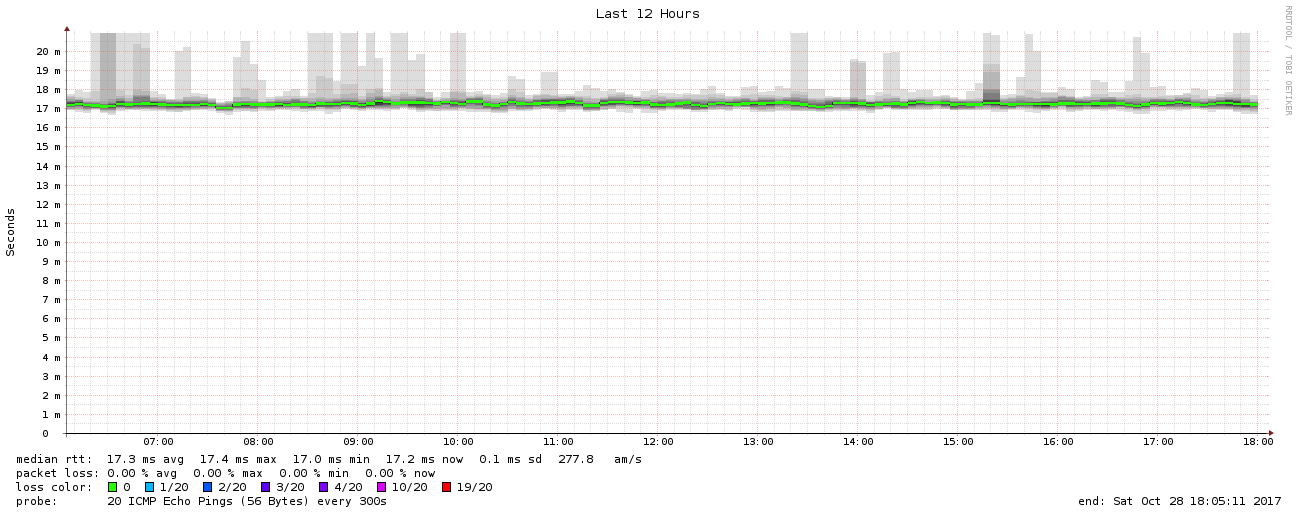 Last 12 Hours
RRDTOOL / TOBI OETIKER
Seconds
20 m
19 m
18 m
17 m
16 m
15 m
14 m
13 m
12 m
11 m
10 m
9 m
8 m
7 m
6 m
5 m
4 m
3 m
2 m
1 m
0
07:00 08:00 09:00 10:00 11:00 12:00 13:00 14:00 15:00 16:00 17:00 18:00
median rtt: 17.3 ms avg 17.4 ms max 17.0 ms min 17.2 ms now 0.1 ms sd 277.8 am/s
packet loss: 0.00 % avg 0.00 % max 0.00 % min 0.00 % now
loss color: 0 1/20 2/20 3/20 4/20 10/20 19/20
probe: 20 ICMP Echo Pings (56 Bytes) every 300s end: Sat Oct 28 18:05:11 2017